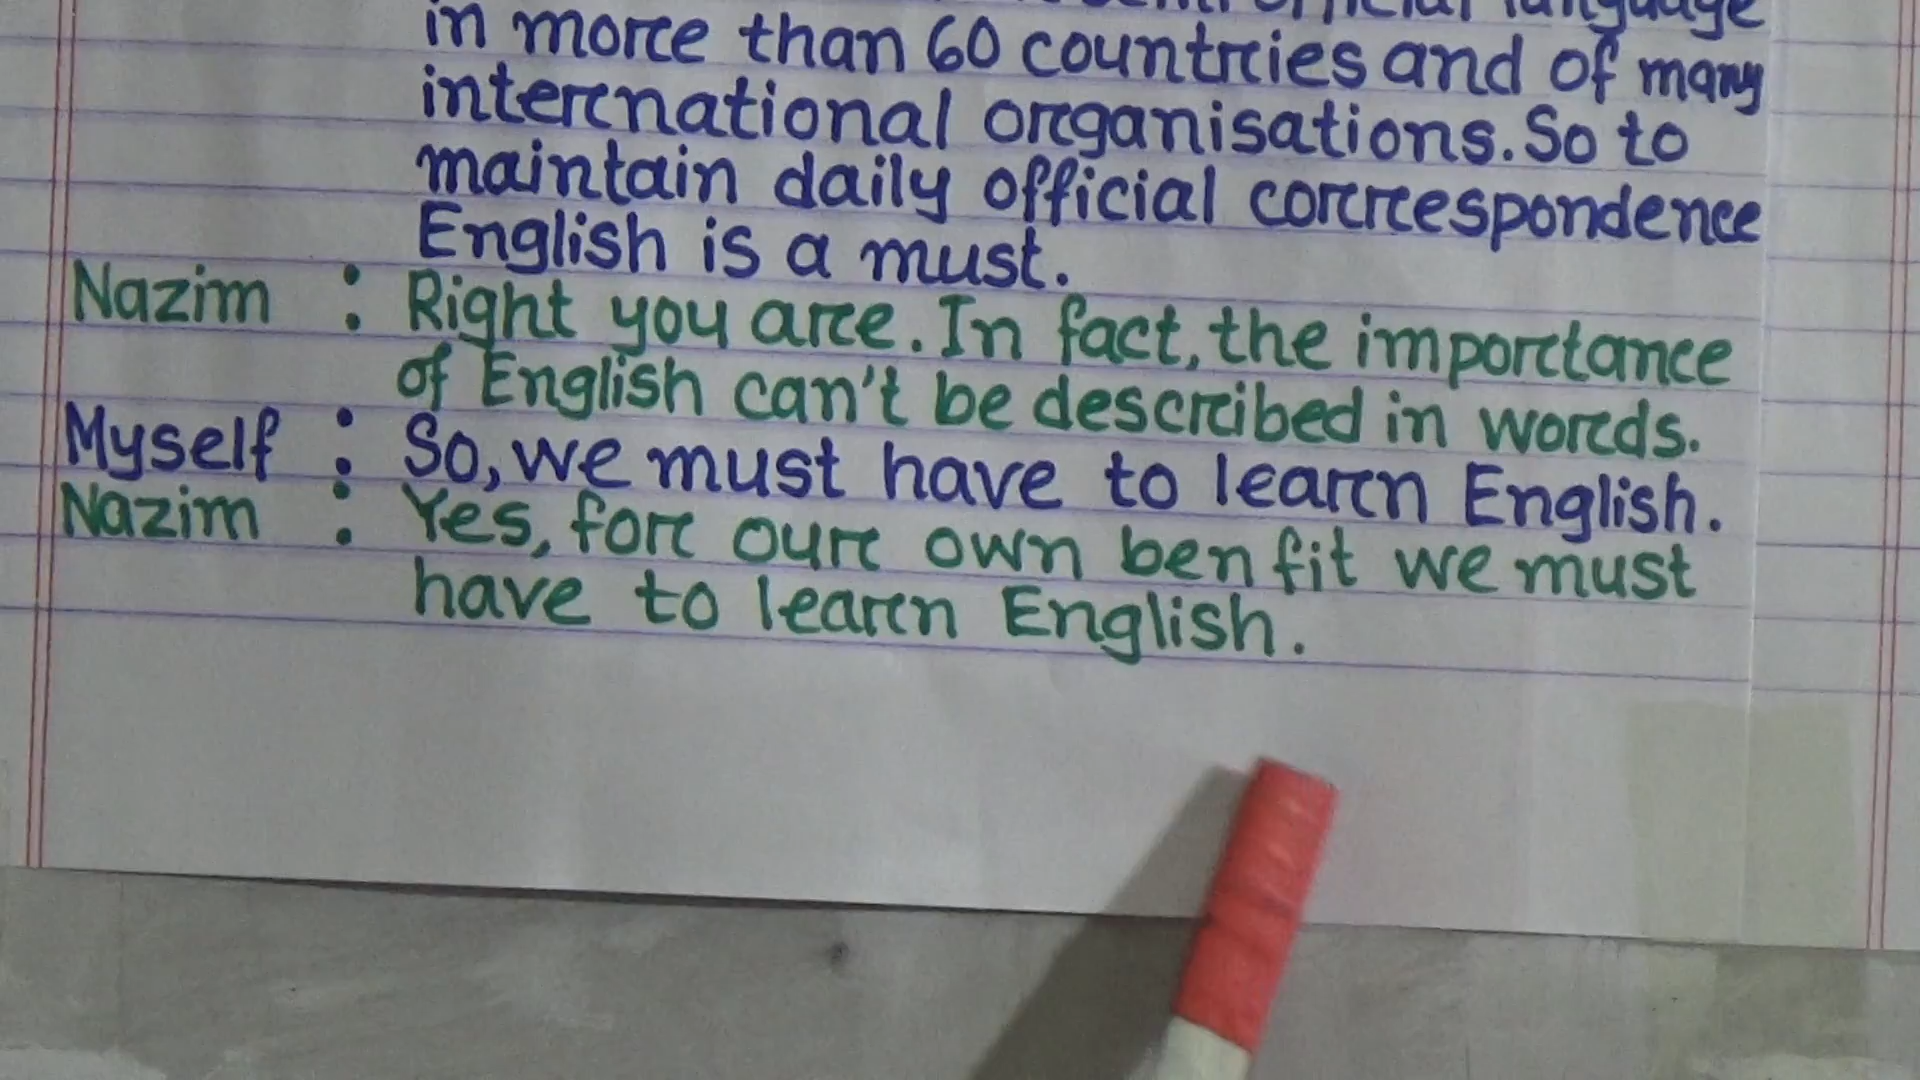 official language
in more than 60 countries and of many
international organisations. So to
maintain daily official correspondence
English is a must.
Nazim : Right you are. In fact, the importance
of English can't be described in words.
Myself : So, we must have to learn English.
Nazim : Yes, for our own benfit we must
have to learn English.